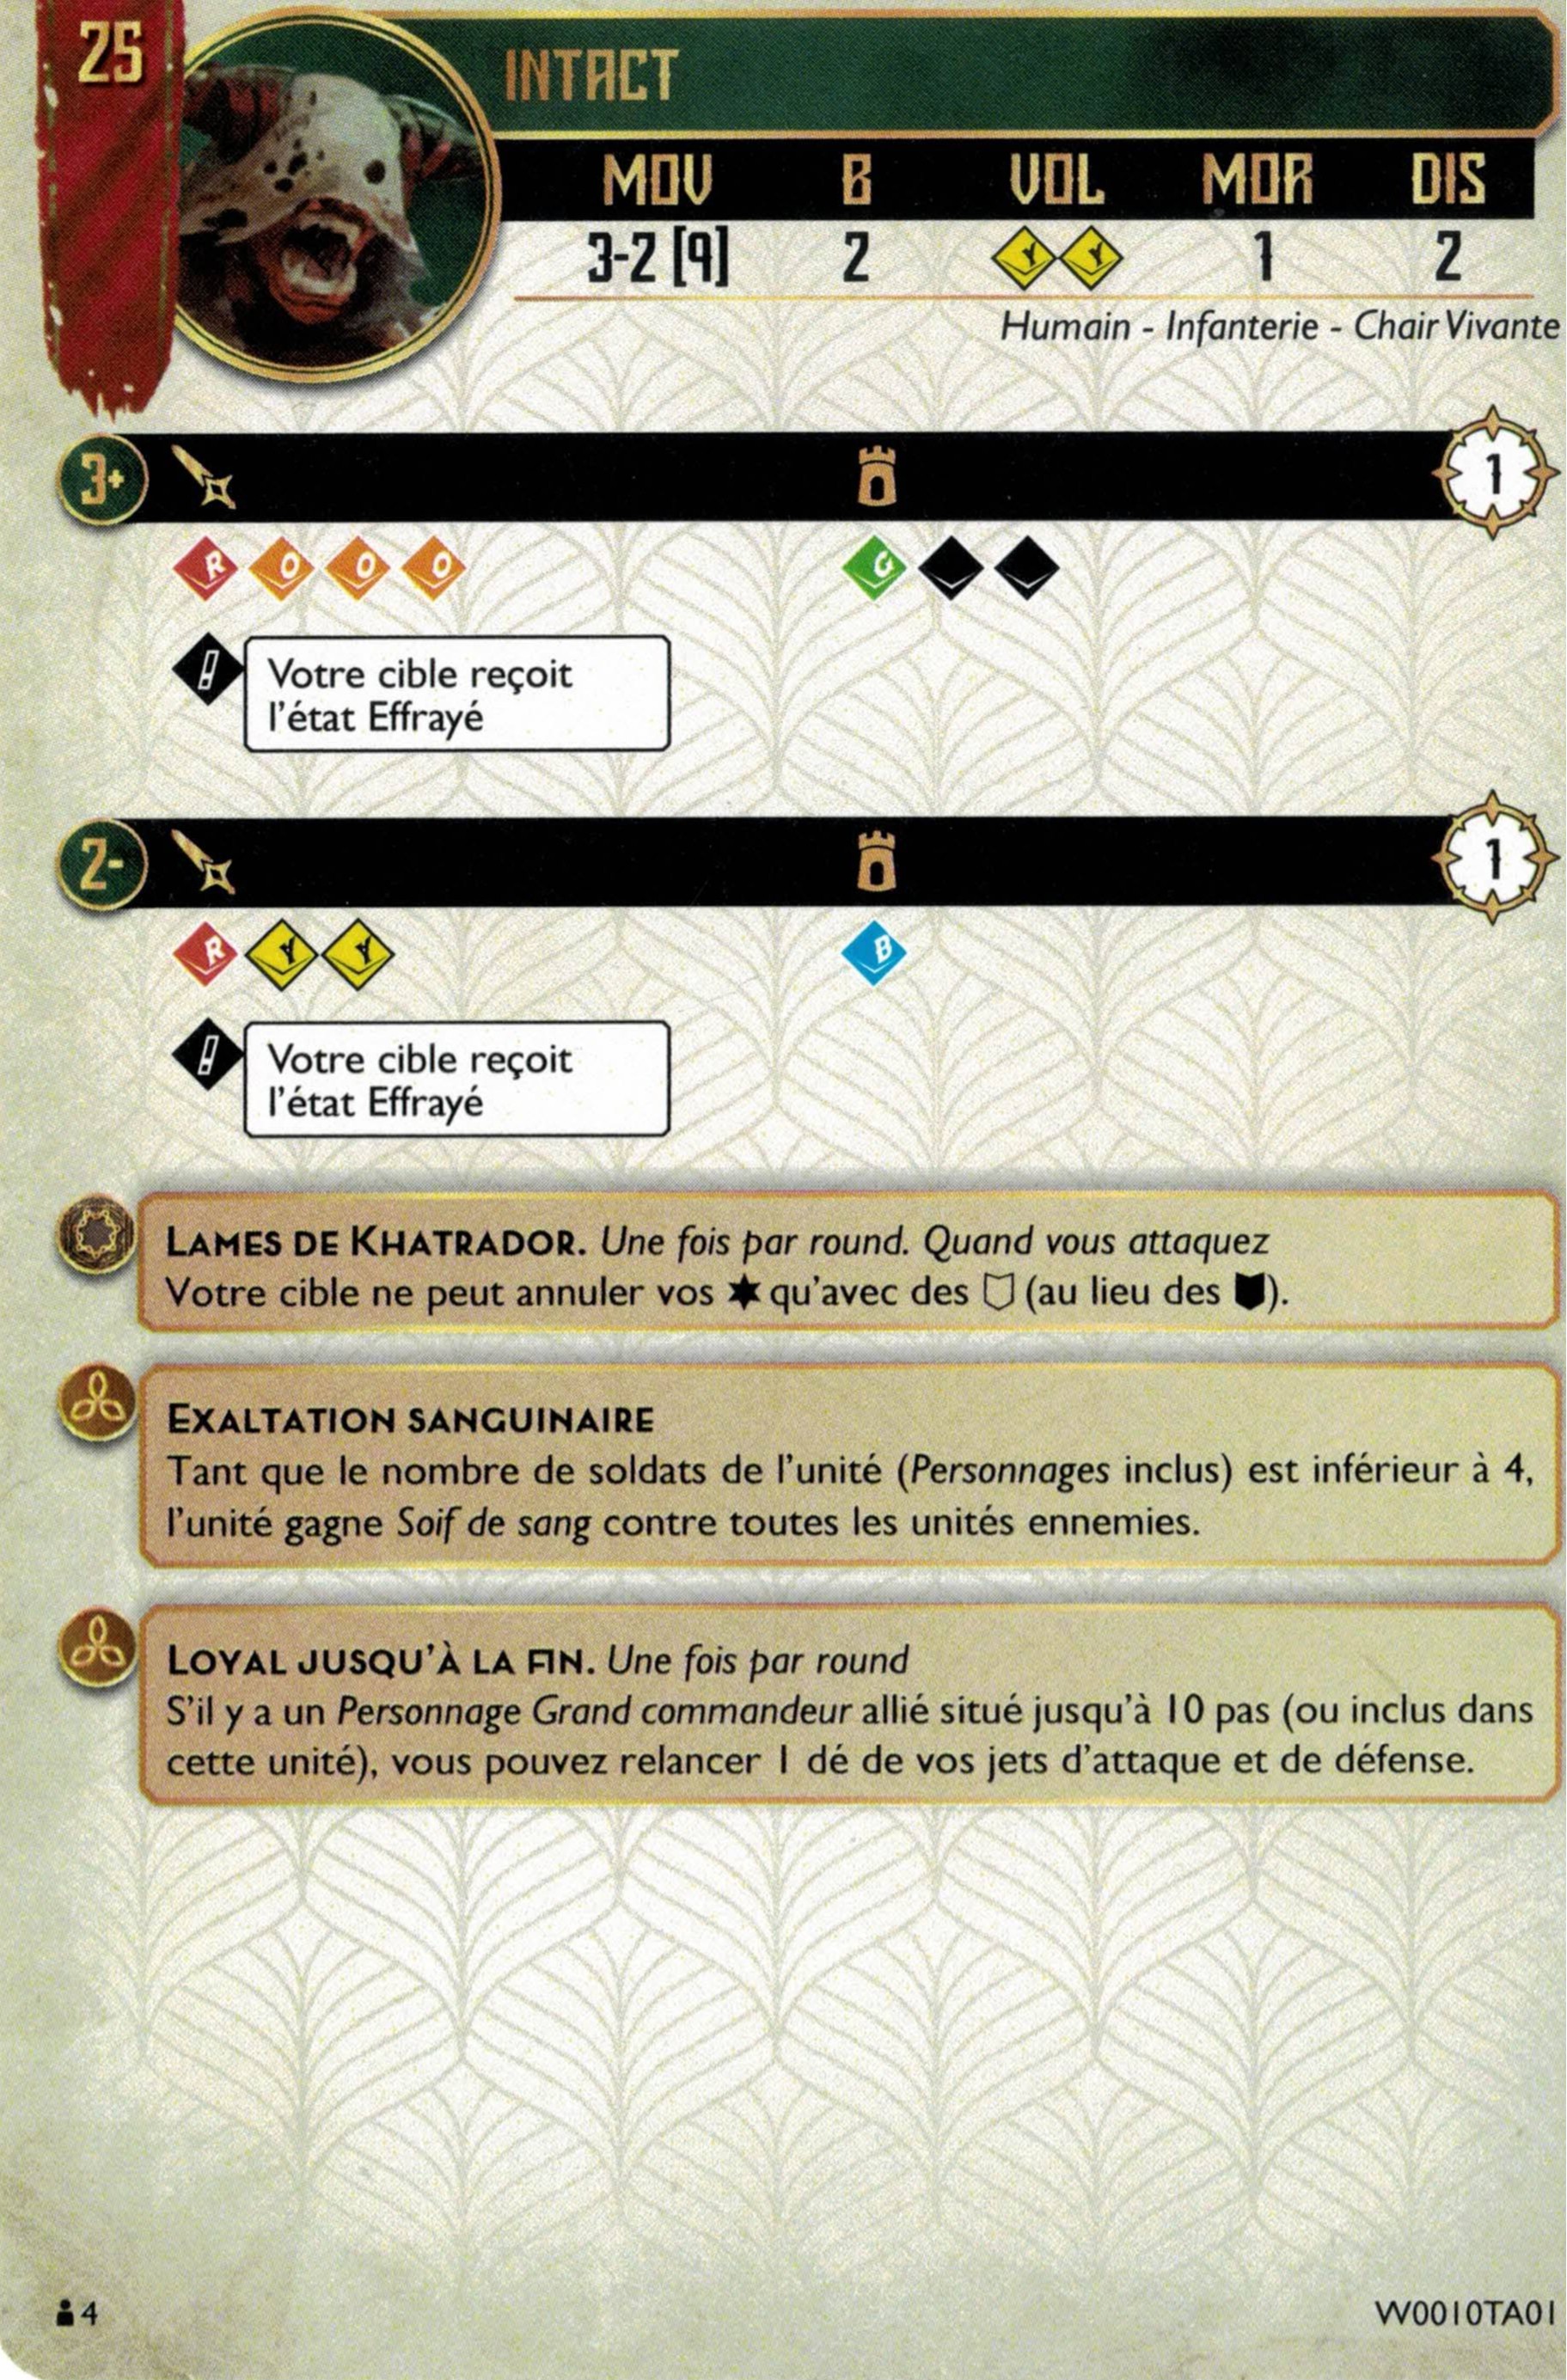 25
INTACT
MOV B VOL MOR DIS
3-2 [9] 2 Y Y 1 2
Humain - Infanterie - Chair Vivante
3+ 1
R O O O G
!
Votre cible reçoit
l'état Effrayé
2- 1
R Y Y B
!
Votre cible reçoit
l'état Effrayé
LAMES DE KHATRADOR. Une fois par round. Quand vous attaquez
Votre cible ne peut annuler vos ★ qu'avec des ⛉ (au lieu des ⛊).
EXALTATION SANGUINAIRE
Tant que le nombre de soldats de l'unité (Personnages inclus) est inférieur à 4,
l'unité gagne Soif de sang contre toutes les unités ennemies.
LOYAL JUSQU'À LA FIN. Une fois par round
S'il y a un Personnage Grand commandeur allié situé jusqu'à 10 pas (ou inclus dans
cette unité), vous pouvez relancer 1 dé de vos jets d'attaque et de défense.
4
W0010TA01